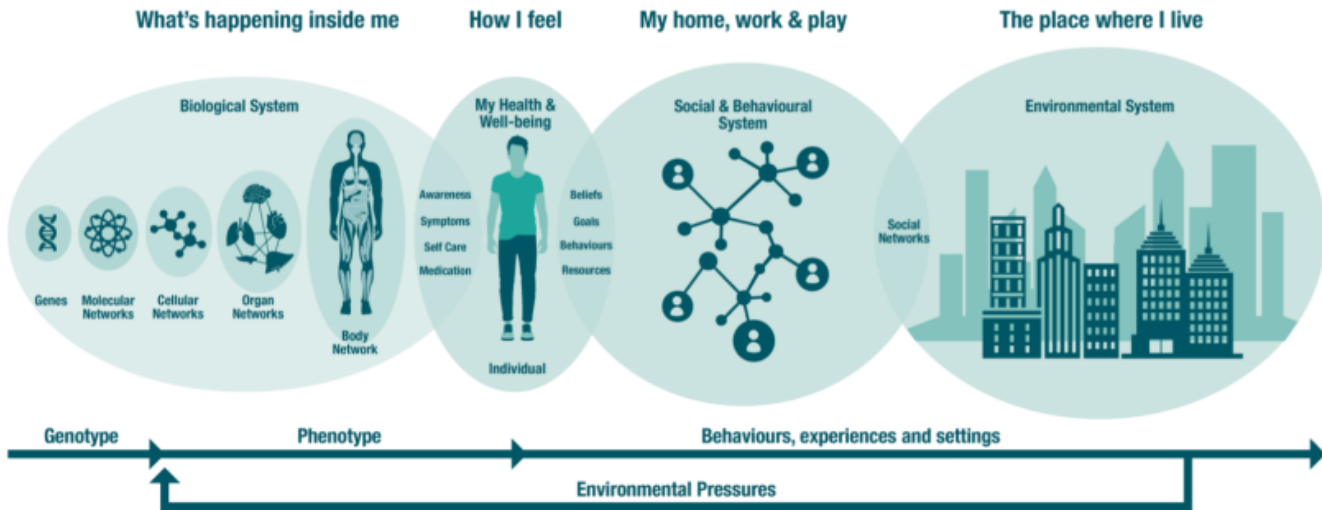 What's happening inside me
How I feel
My home, work & play
The place where I live
Biological System
My Health &
Well-being
Social & Behavioural
System
Environmental System
Genes
Molecular
Networks
Cellular
Networks
Organ
Networks
Body
Network
Awareness
Symptoms
Self Care
Medication
Individual
Beliefs
Goals
Behaviours
Resources
Social
Networks
Genotype
Phenotype
Behaviours, experiences and settings
Environmental Pressures